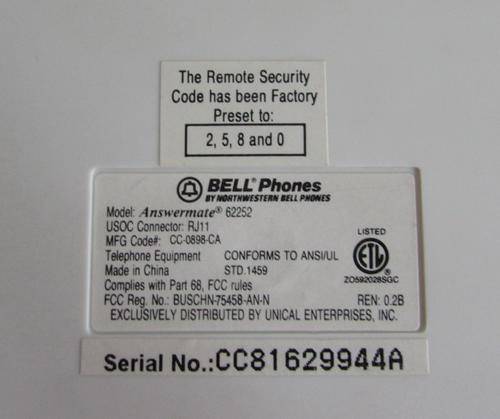 The Remote Security
Code has been Factory
Preset to:
2, 5, 8 and 0
BELL® Phones
BY NORTHWESTERN BELL PHONES
Model: Answermate® 62252
USOC Connector: RJ11
MFG Code#: CC-0898-CA
Telephone Equipment CONFORMS TO ANSI/UL
Made in China STD.1459
Complies with Part 68, FCC rules
FCC Reg. No.: BUSCHN-75458-AN-N REN: 0.2B
EXCLUSIVELY DISTRIBUTED BY UNICAL ENTERPRISES, INC.
LISTED
ETL
ZO592028SGC
Serial No.:CC81629944A